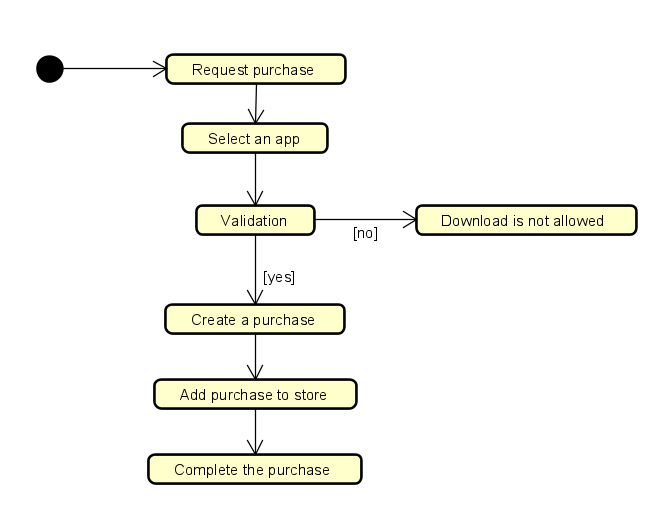 Request purchase
Select an app
Validation
Download is not allowed
[no]
[yes]
Create a purchase
Add purchase to store
Complete the purchase